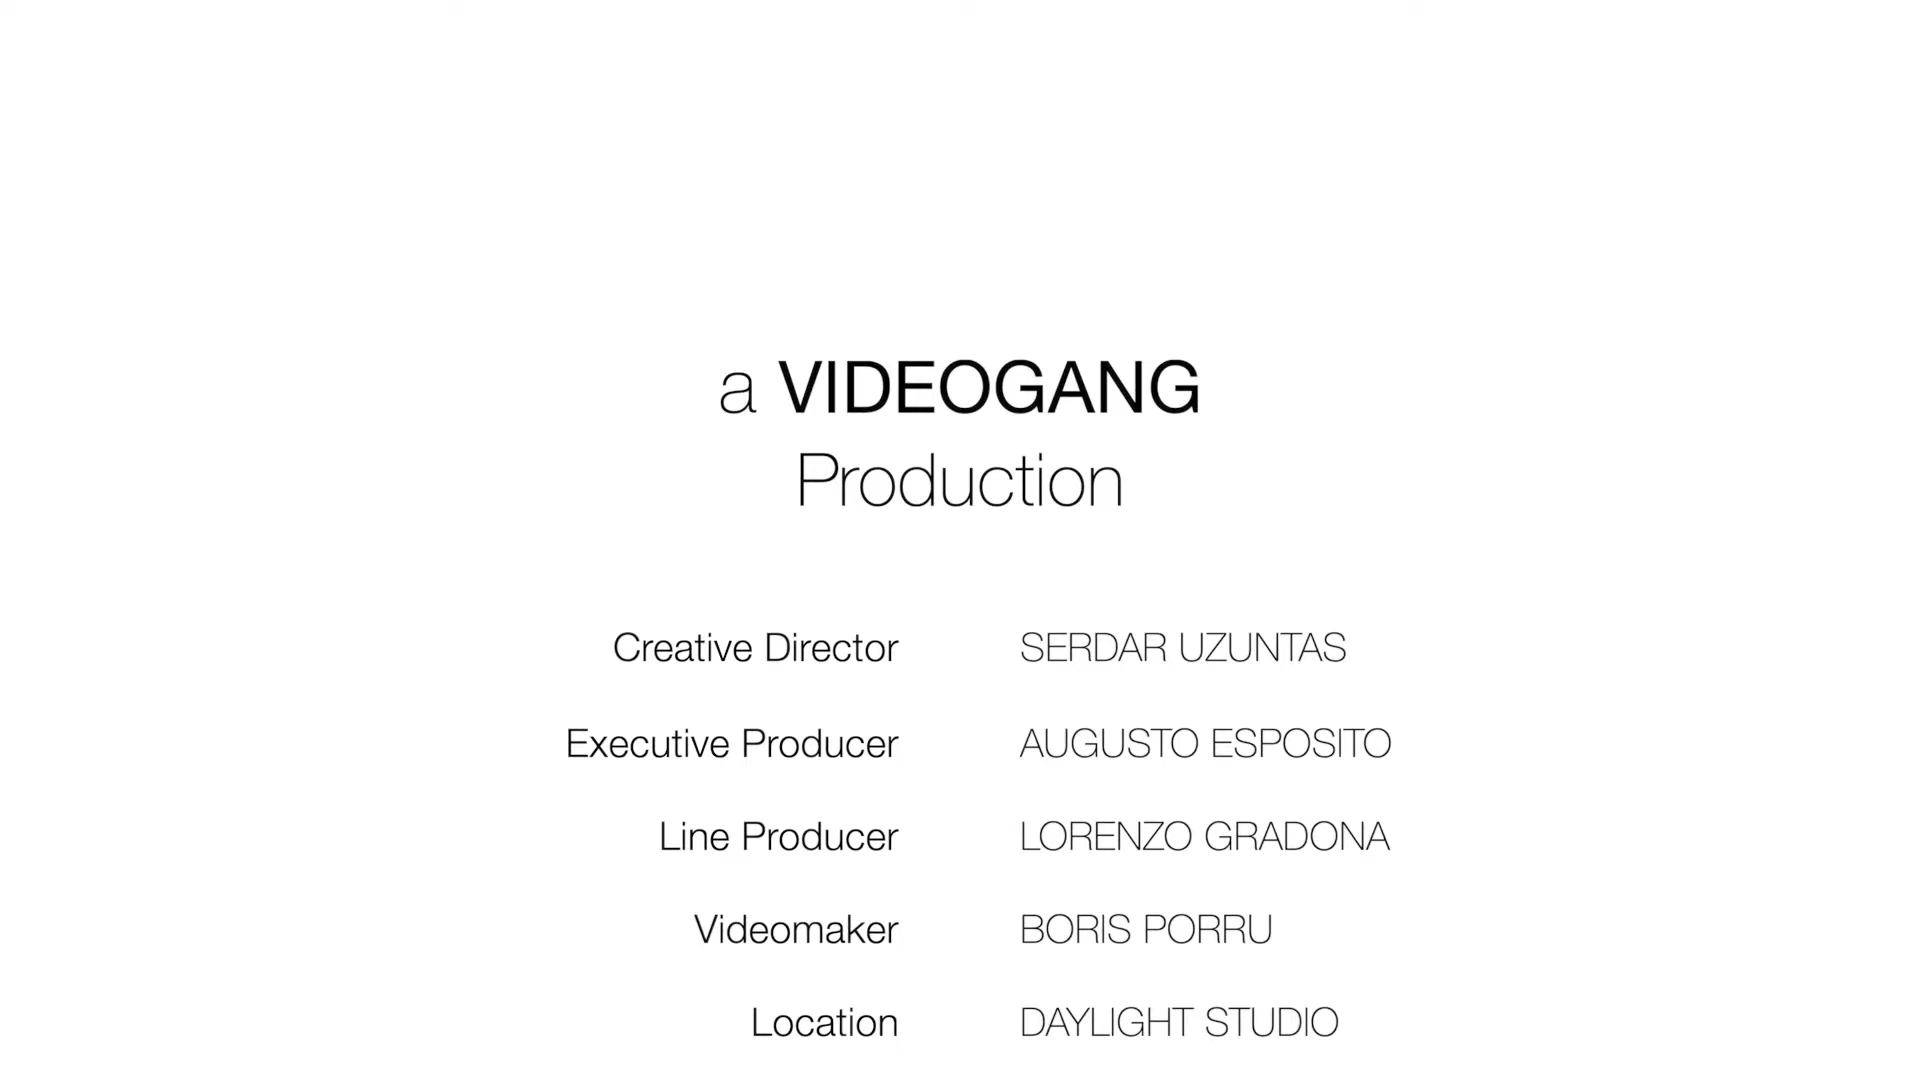 a VIDEOGANG
Production
Creative Director SERDAR UZUNTAS
Executive Producer AUGUSTO ESPOSITO
Line Producer LORENZO GRADONA
Videomaker BORIS PORRU
Location DAYLIGHT STUDIO